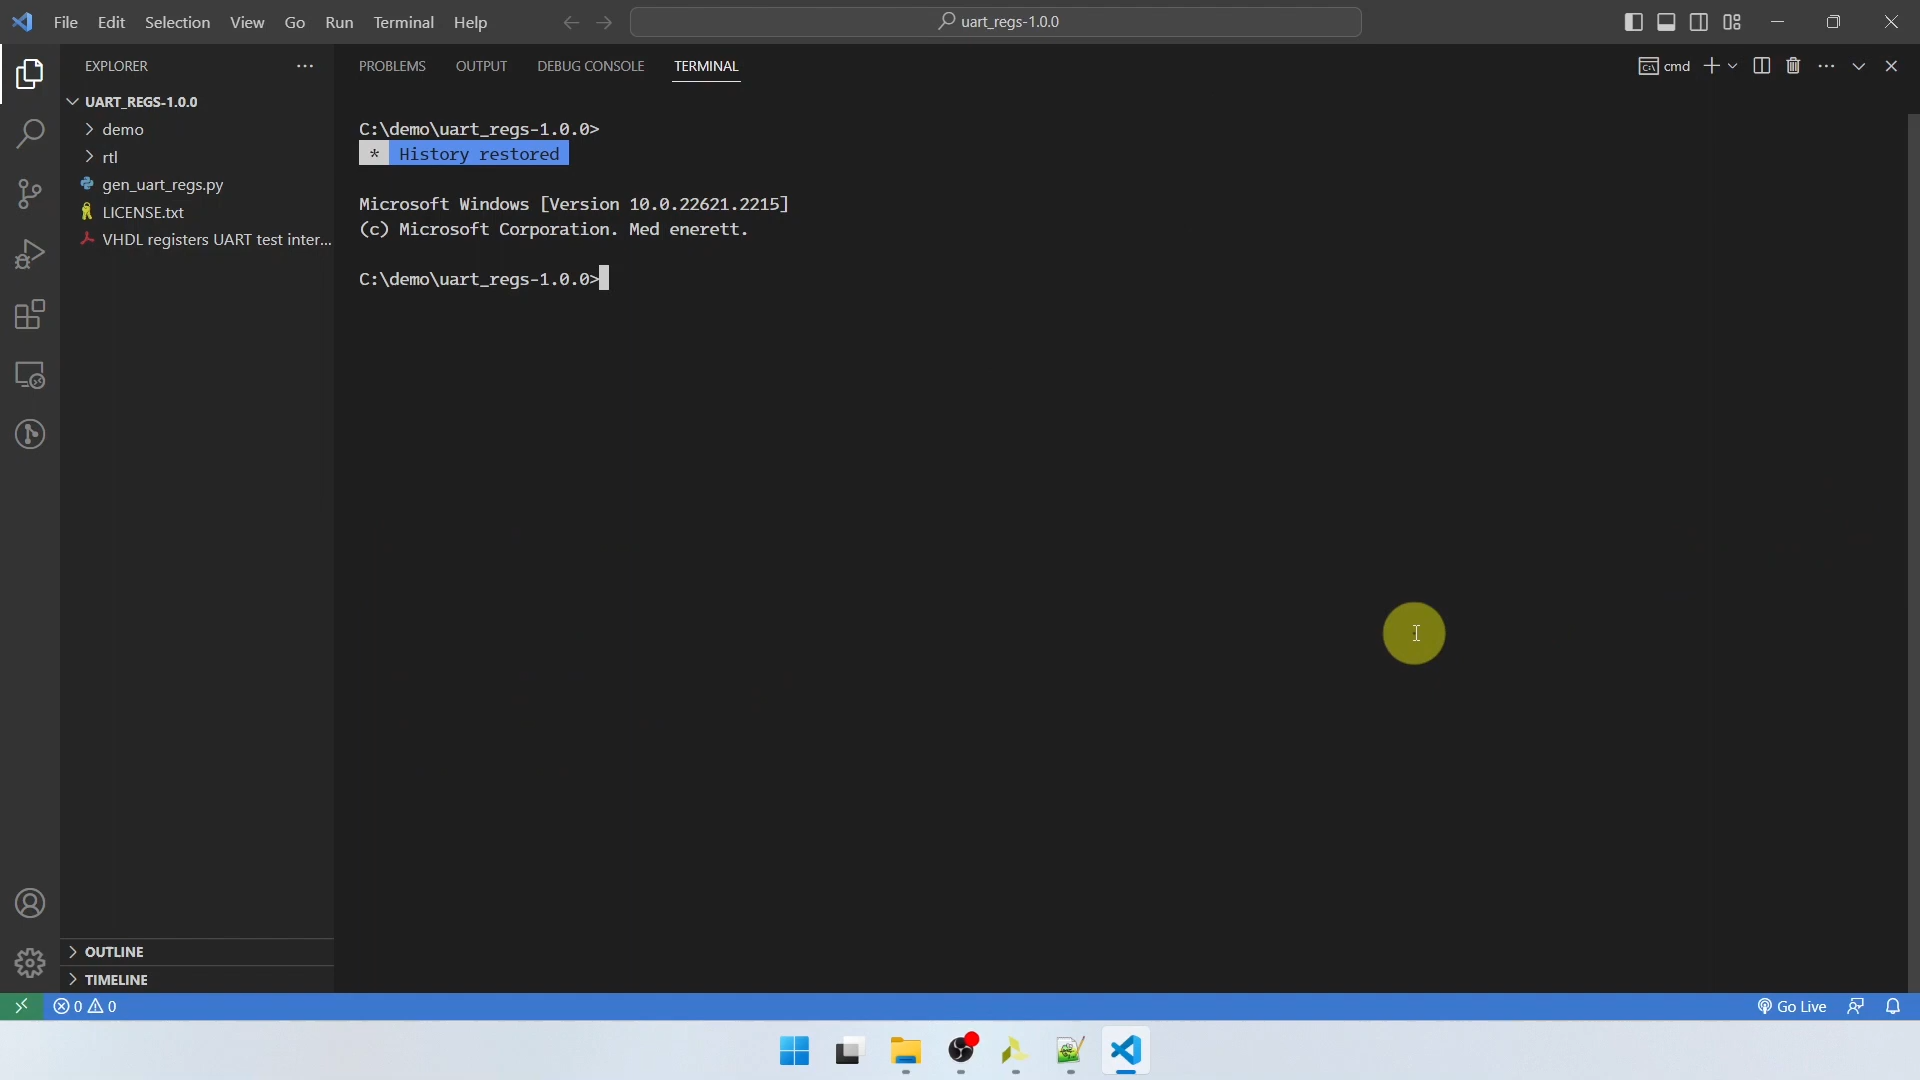 File Edit Selection View Go Run Terminal Help
uart_regs-1.0.0
EXPLORER
UART_REGS-1.0.0
demo
rtl
gen_uart_regs.py
LICENSE.txt
VHDL registers UART test inter...
OUTLINE
TIMELINE
PROBLEMS OUTPUT DEBUG CONSOLE TERMINAL
cmd
C:\demo\uart_regs-1.0.0>
* History restored
Microsoft Windows [Version 10.0.22621.2215]
(c) Microsoft Corporation. Med enerett.
C:\demo\uart_regs-1.0.0>
0 0
Go Live